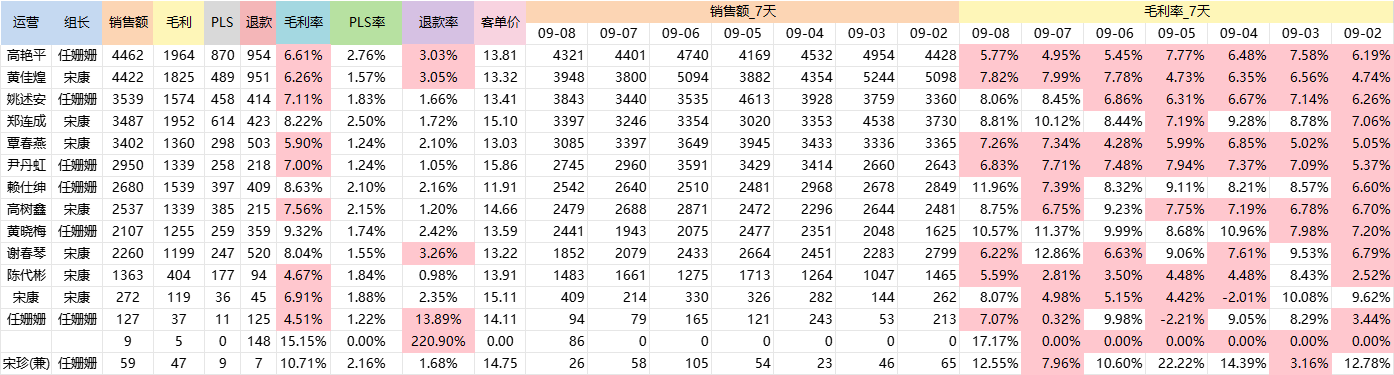 运营 组长 销售额 毛利 PLS 退款 毛利率 PLS率 退款率 客单价 销售额_7天 毛利率_7天
09-08 09-07 09-06 09-05 09-04 09-03 09-02 09-08 09-07 09-06 09-05 09-04 09-03 09-02
高艳平 任姗姗 4462 1964 870 954 6.61% 2.76% 3.03% 13.81 4321 4401 4740 4169 4532 4954 4428 5.77% 4.95% 5.45% 7.77% 6.48% 7.58% 6.19%
黄佳煌 宋康 4422 1825 489 951 6.26% 1.57% 3.05% 13.32 3948 3800 5094 3882 4354 5244 5098 7.82% 7.99% 7.78% 4.73% 6.35% 6.56% 4.74%
姚述安 任姗姗 3539 1574 458 414 7.11% 1.83% 1.66% 13.41 3843 3440 3535 4613 3928 3759 3360 8.06% 8.45% 6.86% 6.31% 6.67% 7.14% 6.26%
郑连成 宋康 3487 1952 614 423 8.22% 2.50% 1.72% 15.10 3397 3246 3354 3020 3353 4538 3730 8.81% 10.12% 8.44% 7.19% 9.28% 8.78% 7.06%
覃春燕 宋康 3402 1360 298 503 5.90% 1.24% 2.10% 13.03 3085 3397 3649 3945 3433 3336 3365 7.26% 7.34% 4.28% 5.99% 6.85% 5.02% 5.05%
尹丹虹 任姗姗 2950 1339 258 218 7.00% 1.24% 1.05% 15.86 2745 2960 3591 3429 3414 2660 2643 6.83% 7.71% 7.48% 7.94% 7.37% 7.09% 5.37%
赖仕绅 任姗姗 2680 1539 397 409 8.63% 2.10% 2.16% 11.91 2542 2640 2510 2481 2968 2678 2849 11.96% 7.39% 8.32% 9.11% 8.21% 8.57% 6.60%
高树鑫 宋康 2537 1339 385 215 7.56% 2.15% 1.20% 14.66 2479 2688 2871 2472 2296 2644 2481 8.75% 6.75% 9.23% 7.75% 7.19% 6.78% 6.70%
黄晓梅 任姗姗 2107 1255 259 359 9.32% 1.74% 2.42% 13.59 2441 1943 2075 2477 2351 2048 1625 10.57% 11.37% 9.99% 8.68% 10.96% 7.98% 7.20%
谢春琴 宋康 2260 1199 247 520 8.04% 1.55% 3.26% 13.22 1852 2079 2433 2664 2451 2283 2799 6.22% 12.86% 6.63% 9.06% 7.61% 9.53% 6.79%
陈代彬 宋康 1363 404 177 94 4.67% 1.84% 0.98% 13.91 1483 1661 1275 1713 1264 1047 1465 5.59% 2.81% 3.50% 4.48% 4.48% 8.43% 2.52%
宋康 宋康 272 119 36 45 6.91% 1.88% 2.35% 15.11 409 214 330 326 282 144 262 8.07% 4.98% 5.15% 4.42% -2.01% 10.08% 9.62%
任姗姗 任姗姗 127 37 11 125 4.51% 1.22% 13.89% 14.11 94 79 165 121 243 53 213 7.07% 0.32% 9.98% -2.21% 9.05% 8.29% 3.44%
9 5 0 148 15.15% 0.00% 220.90% 0.00 86 0 0 0 0 0 0 17.17% 0.00% 0.00% 0.00% 0.00% 0.00% 0.00%
宋珍(兼) 任姗姗 59 47 9 7 10.71% 2.16% 1.68% 14.75 26 58 105 54 23 46 65 12.55% 7.96% 10.60% 22.22% 14.39% 3.16% 12.78%